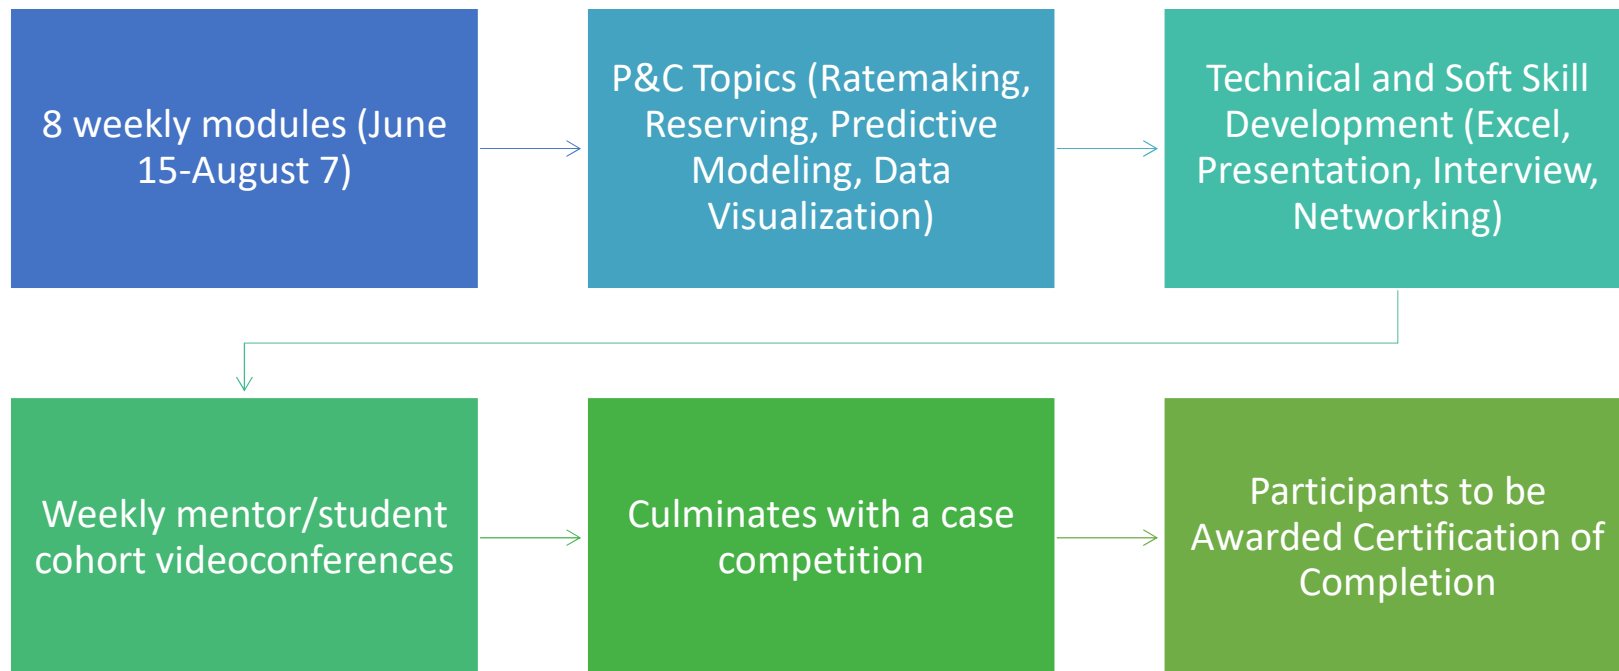 8 weekly modules (June
15-August 7)
P&C Topics (Ratemaking,
Reserving, Predictive
Modeling, Data
Visualization)
Technical and Soft Skill
Development (Excel,
Presentation, Interview,
Networking)
Weekly mentor/student
cohort videoconferences
Culminates with a case
competition
Participants to be
Awarded Certification of
Completion